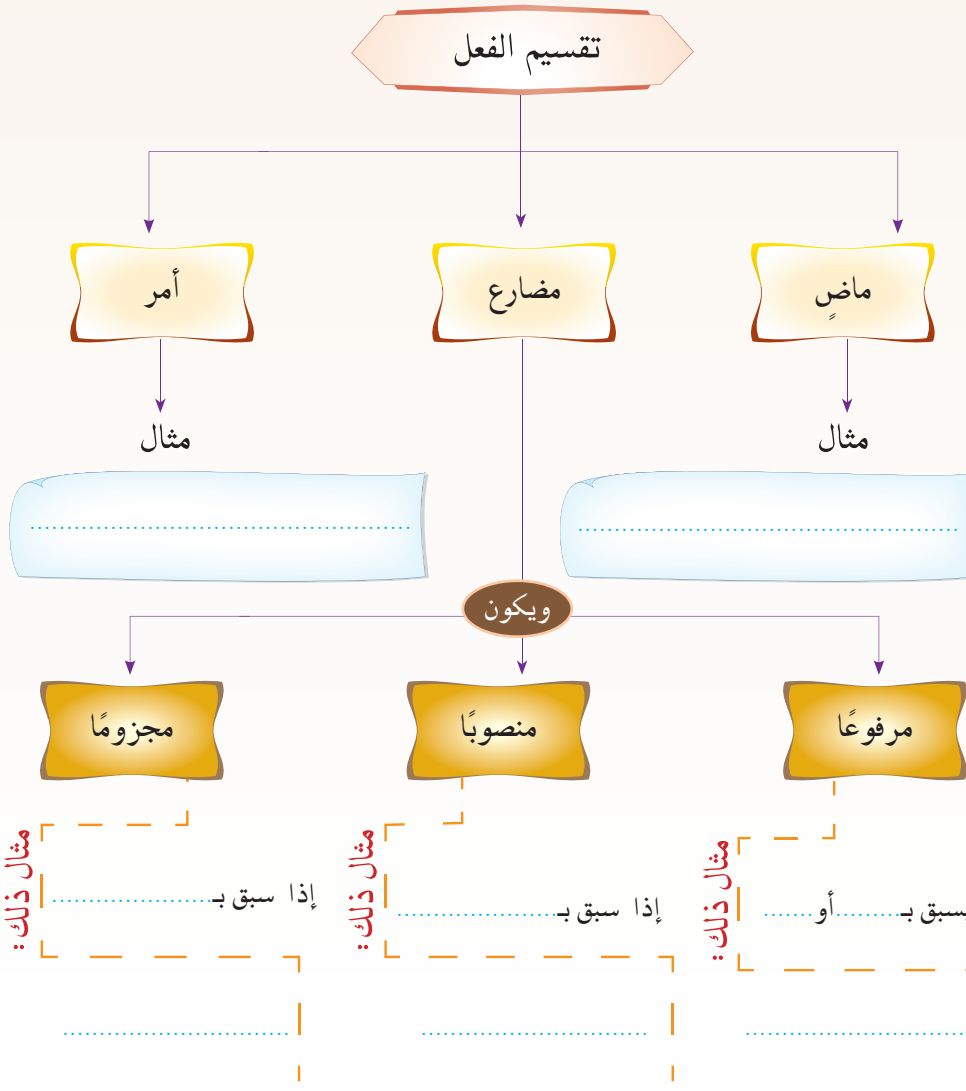 تقسيم الفعل
ماضٍ
مضارع
أمر
مثال
مثال
ويكون
مرفوعًا
منصوبًا
مجزومًا
يسبق بـ.........أو.......
مثال ذلك:
إذا سبق بـ......................
مثال ذلك:
إذا سبق بـ......................
مثال ذلك: